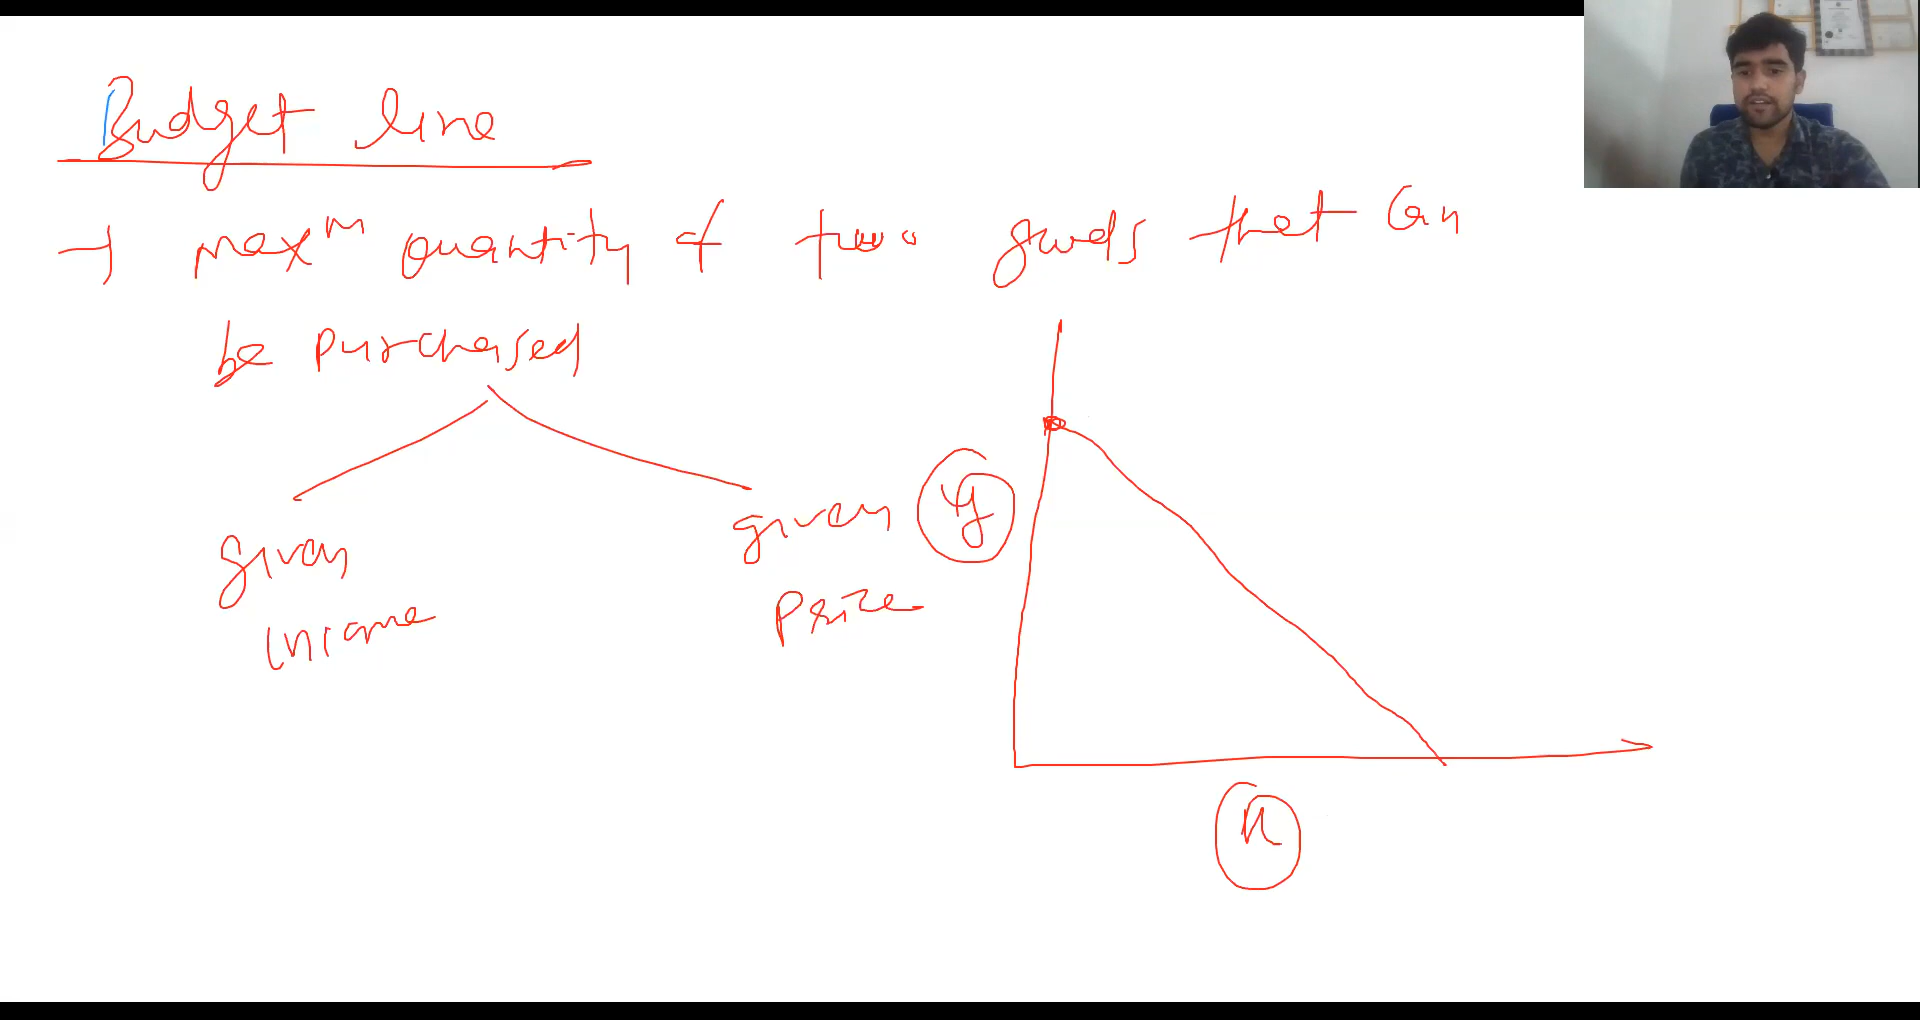 Budget line
→ maxᵐ quantity of two goods that can
be purchased
given
income
given
Price
y
x